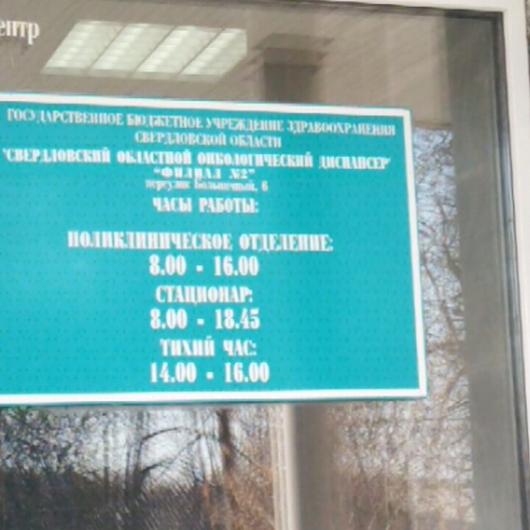 ентр
ГОСУДАРСТВЕННОЕ БЮДЖЕТНОЕ УЧРЕЖДЕНИЕ ЗДРАВООХРАНЕНИЯ
СВЕРДЛОВСКОЙ ОБЛАСТИ
"СВЕРДЛОВСКИЙ ОБЛАСТНОЙ ОНКОЛОГИЧЕСКИЙ ДИСПАНСЕР"
"ФИЛИАЛ №2"
переулок Больничный, 6
ЧАСЫ РАБОТЫ:
ПОЛИКЛИНИЧЕСКОЕ ОТДЕЛЕНИЕ:
8.00 - 16.00
СТАЦИОНАР:
8.00 - 18.45
ТИХИЙ ЧАС:
14.00 - 16.00